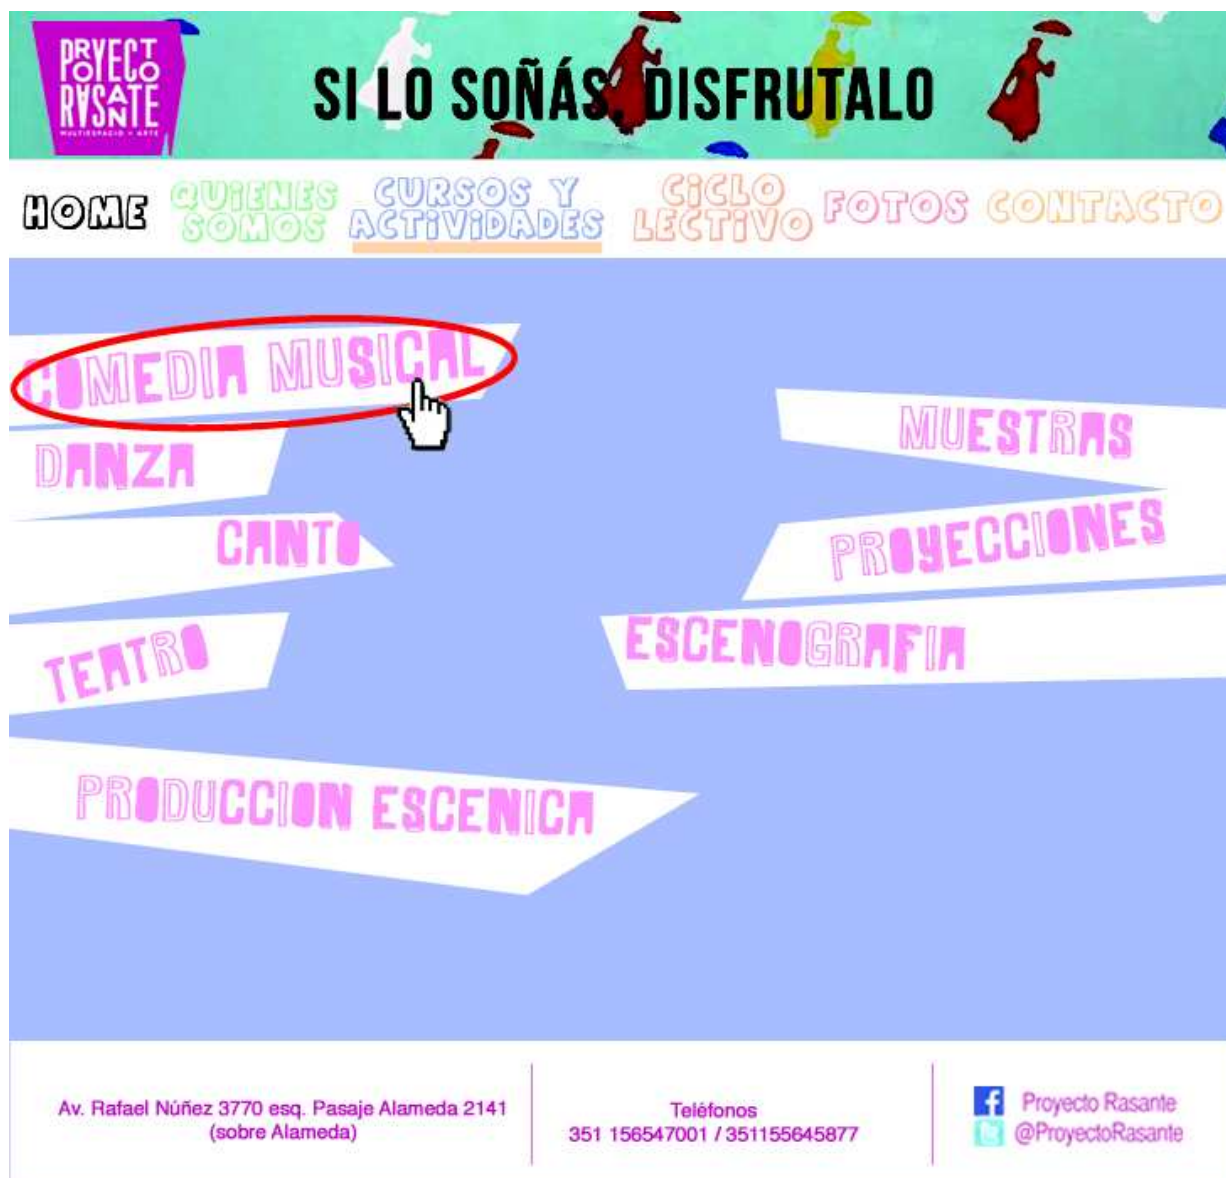 PRYECT
OIELO
RASANTE
MULTIESPACIO + ARTE
SI LO SOÑÁS, DISFRUTALO
HOME
QUIENES
SOMOS
CURSOS Y
ACTIVIDADES
CICLO
LECTIVO
FOTOS
CONTACTO
COMEDIA MUSICAL
DANZA
CANTO
TEATRO
PRODUCCION ESCENICA
MUESTRAS
PROYECCIONES
ESCENOGRAFIA
Av. Rafael Núñez 3770 esq. Pasaje Alameda 2141
(sobre Alameda)
Teléfonos
351 156547001 / 351155645877
Proyecto Rasante
@ProyectoRasante